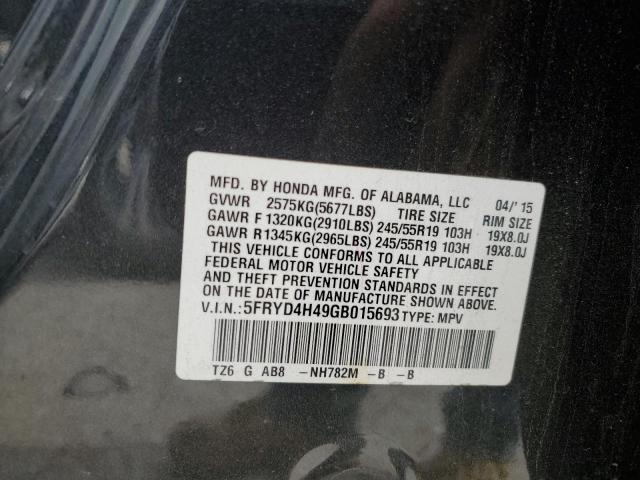 MFD. BY HONDA MFG. OF ALABAMA, LLC 04/'15
GVWR 2575KG(5677LBS) TIRE SIZE RIM SIZE
GAWR F 1320KG(2910LBS) 245/55R19 103H 19X8.0J
GAWR R 1345KG(2965LBS) 245/55R19 103H 19X8.0J
THIS VEHICLE CONFORMS TO ALL APPLICABLE
FEDERAL MOTOR VEHICLE SAFETY
AND THEFT PREVENTION STANDARDS IN EFFECT
ON THE DATE OF MANUFACTURE SHOWN ABOVE.
V.I.N.:5FRYD4H49GB015693 TYPE: MPV
TZ6 G AB8 -NH782M -B -B